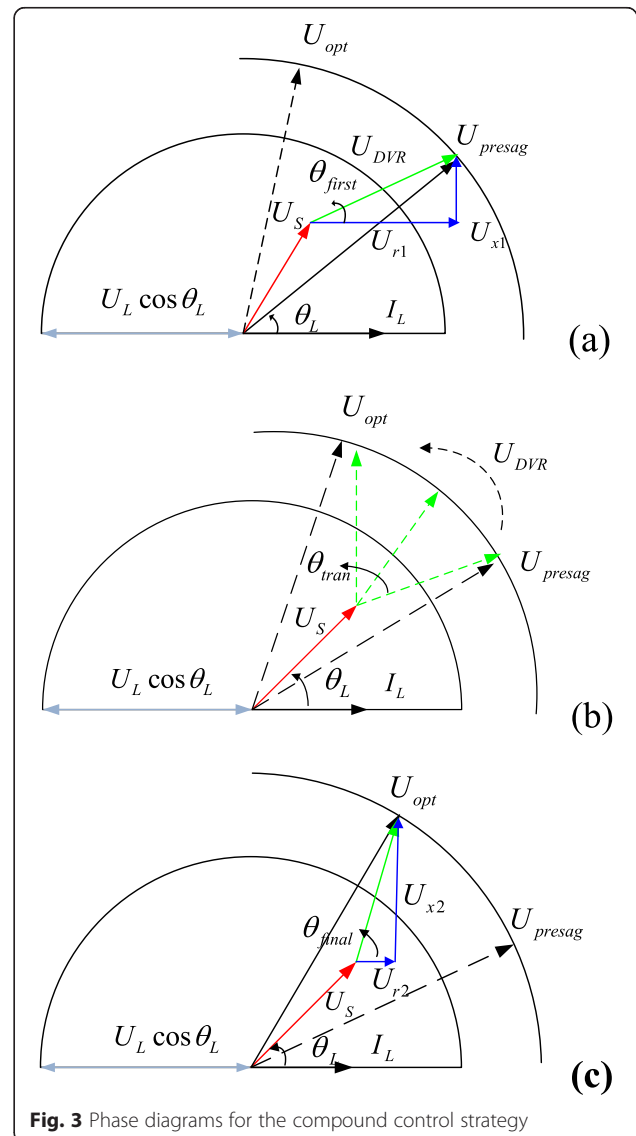 U_opt
U_presag
U_DVR
θ_first
U_S
U_r1
U_x1
U_L cos θ_L
θ_L
I_L
(a)
U_opt
U_DVR
θ_tran
U_presag
U_S
U_L cos θ_L
θ_L
I_L
(b)
U_opt
U_x2
U_presag
θ_final
U_r2
U_S
U_L cos θ_L
θ_L
I_L
(c)
Fig. 3 Phase diagrams for the compound control strategy